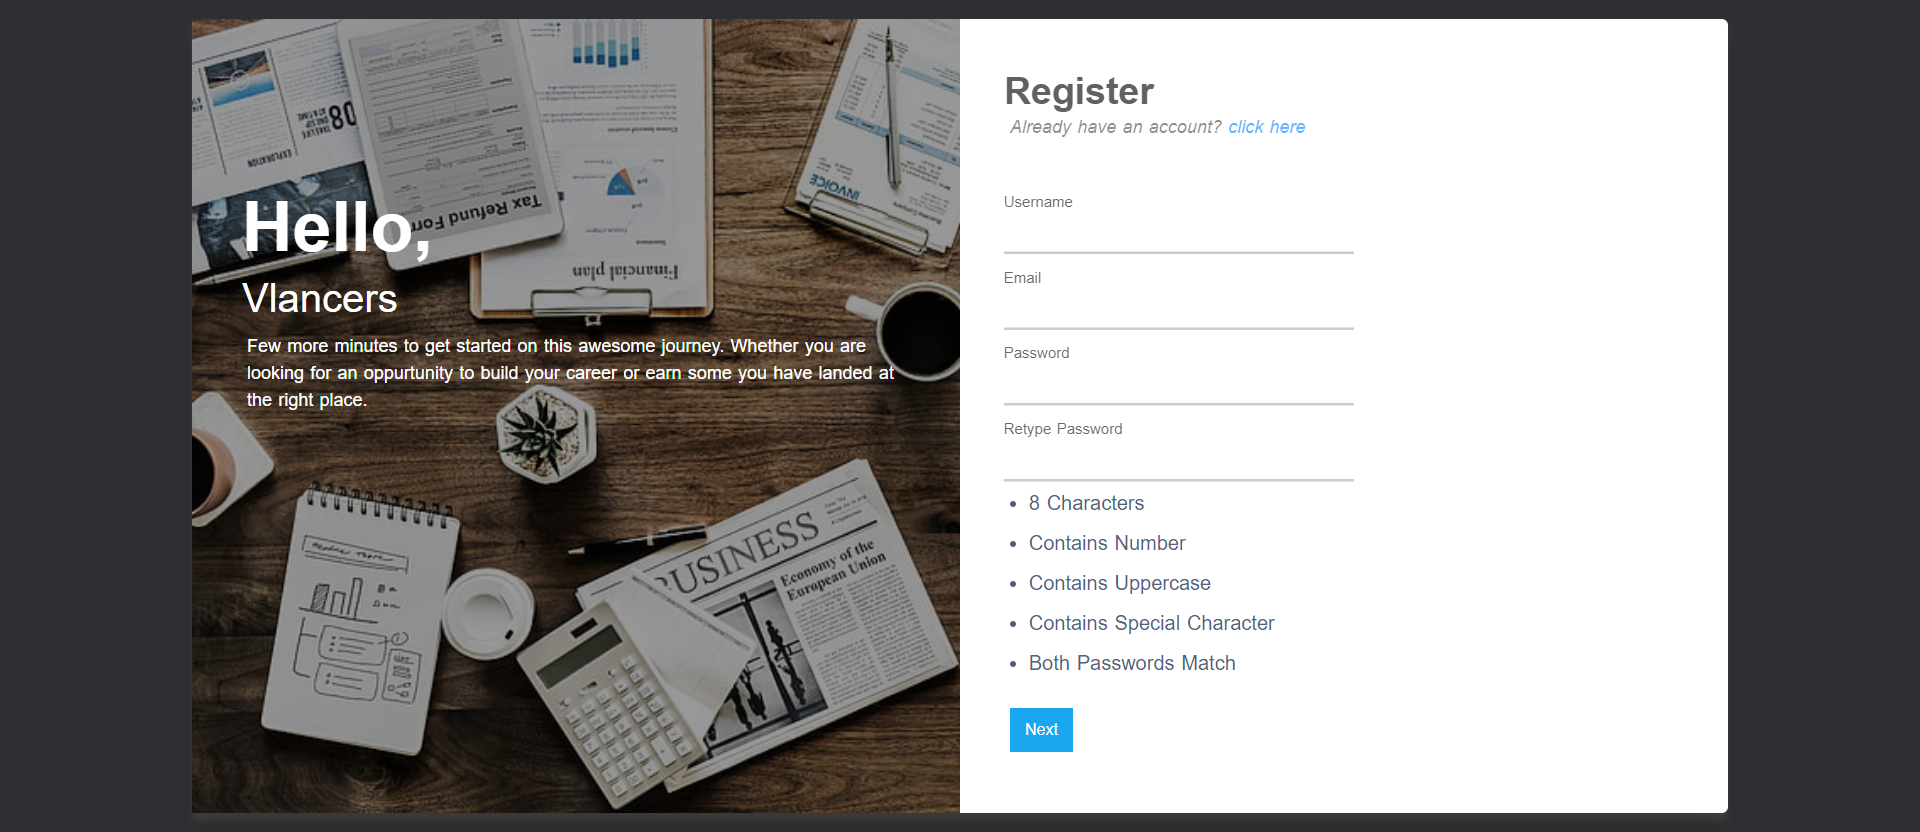 Hello,
Vlancers
Few more minutes to get started on this awesome journey. Whether you are
looking for an oppurtunity to build your career or earn some you have landed at
the right place.
Tax Refund Form
Financial plan
INVOICE
EXPLORATION
BUSINESS
Economy of the
European Union
Register
Already have an account? click here
Username
Email
Password
Retype Password
8 Characters
Contains Number
Contains Uppercase
Contains Special Character
Both Passwords Match
Next